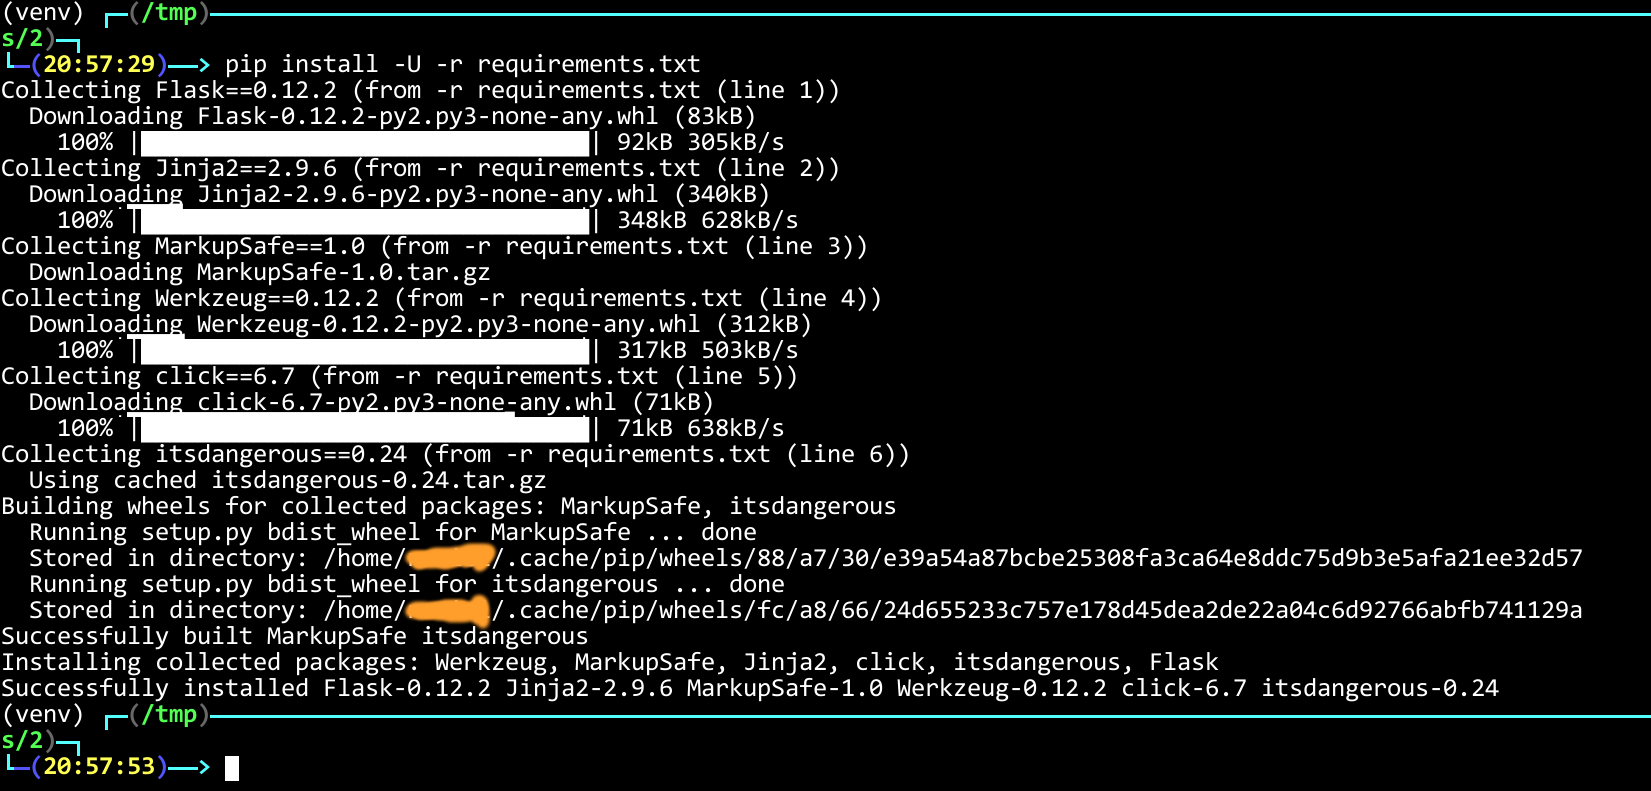 (venv) ┌─(/tmp)
s/2)─┐
└─(20:57:29)──> pip install -U -r requirements.txt
Collecting Flask==0.12.2 (from -r requirements.txt (line 1))
Downloading Flask-0.12.2-py2.py3-none-any.whl (83kB)
100% || 92kB 305kB/s
Collecting Jinja2==2.9.6 (from -r requirements.txt (line 2))
Downloading Jinja2-2.9.6-py2.py3-none-any.whl (340kB)
100% || 348kB 628kB/s
Collecting MarkupSafe==1.0 (from -r requirements.txt (line 3))
Downloading MarkupSafe-1.0.tar.gz
Collecting Werkzeug==0.12.2 (from -r requirements.txt (line 4))
Downloading Werkzeug-0.12.2-py2.py3-none-any.whl (312kB)
100% || 317kB 503kB/s
Collecting click==6.7 (from -r requirements.txt (line 5))
Downloading click-6.7-py2.py3-none-any.whl (71kB)
100% || 71kB 638kB/s
Collecting itsdangerous==0.24 (from -r requirements.txt (line 6))
Using cached itsdangerous-0.24.tar.gz
Building wheels for collected packages: MarkupSafe, itsdangerous
Running setup.py bdist_wheel for MarkupSafe ... done
Stored in directory: /home/ /.cache/pip/wheels/88/a7/30/e39a54a87bcbe25308fa3ca64e8ddc75d9b3e5afa21ee32d57
Running setup.py bdist_wheel for itsdangerous ... done
Stored in directory: /home/ /.cache/pip/wheels/fc/a8/66/24d655233c757e178d45dea2de22a04c6d92766abfb741129a
Successfully built MarkupSafe itsdangerous
Installing collected packages: Werkzeug, MarkupSafe, Jinja2, click, itsdangerous, Flask
Successfully installed Flask-0.12.2 Jinja2-2.9.6 MarkupSafe-1.0 Werkzeug-0.12.2 click-6.7 itsdangerous-0.24
(venv) ┌─(/tmp)
s/2)─┐
└─(20:57:53)──>